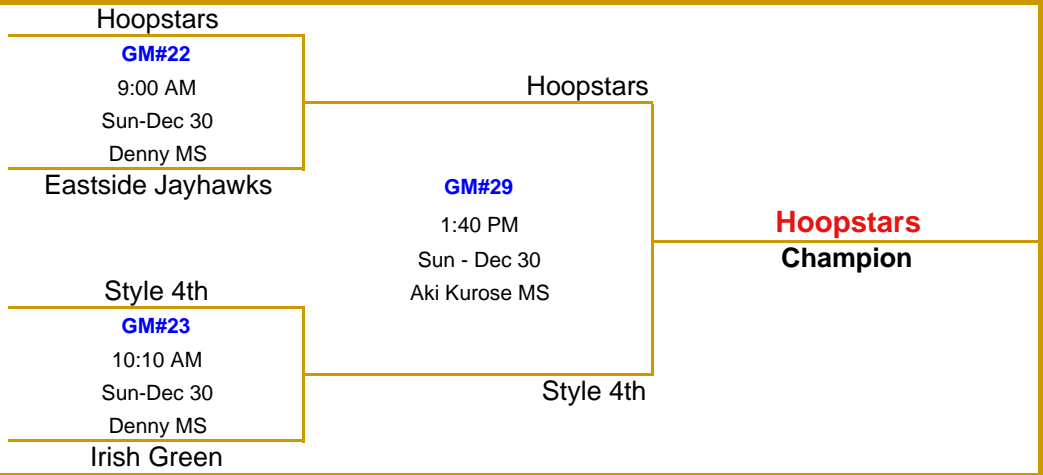 Hoopstars
GM#22
9:00 AM
Sun-Dec 30
Denny MS
Eastside Jayhawks
Style 4th
GM#23
10:10 AM
Sun-Dec 30
Denny MS
Irish Green
Hoopstars
GM#29
1:40 PM
Sun - Dec 30
Aki Kurose MS
Style 4th
Hoopstars
Champion